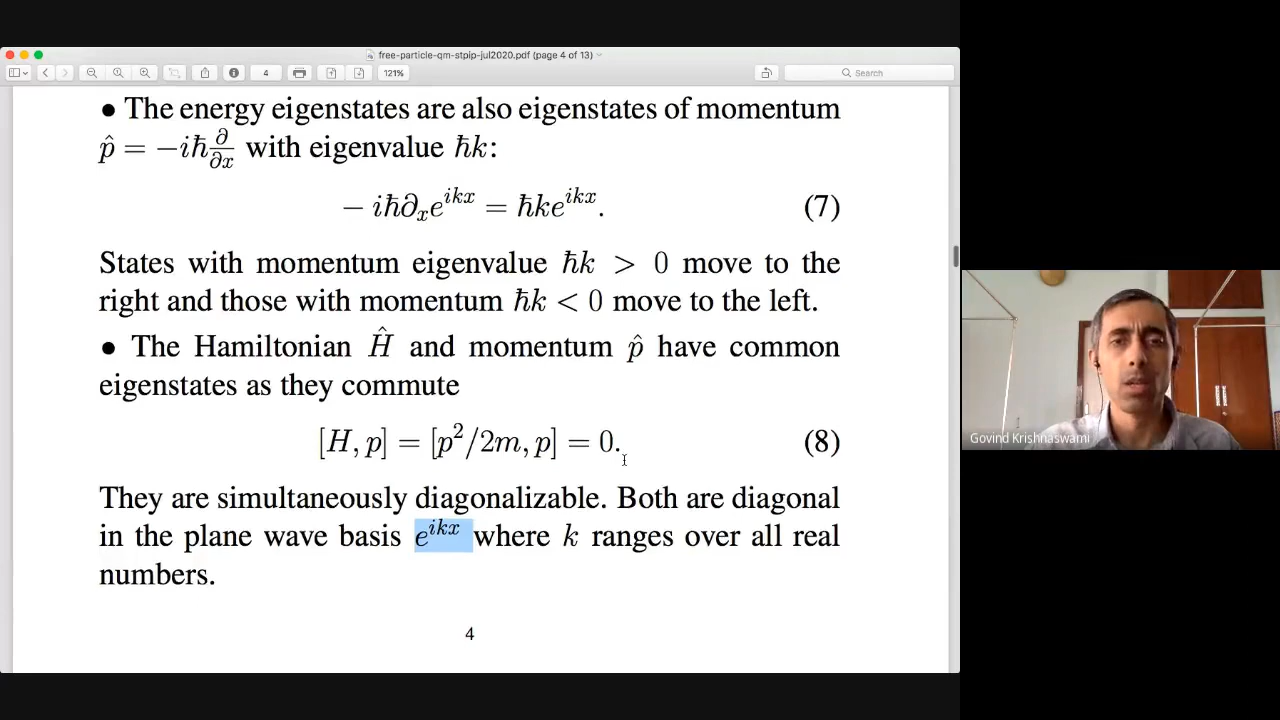 free-particle-qm-stpip-jul2020.pdf (page 4 of 13)
4
121%
Search
• The energy eigenstates are also eigenstates of momentum
p̂ = −iℏ ∂/∂x with eigenvalue ℏk:
− iℏ∂ₓe^{ikx} = ℏke^{ikx}. (7)
States with momentum eigenvalue ℏk > 0 move to the
right and those with momentum ℏk < 0 move to the left.
• The Hamiltonian Ĥ and momentum p̂ have common
eigenstates as they commute
[H, p] = [p²/2m, p] = 0. (8)
They are simultaneously diagonalizable. Both are diagonal
in the plane wave basis e^{ikx} where k ranges over all real
numbers.
4
Govind Krishnaswami